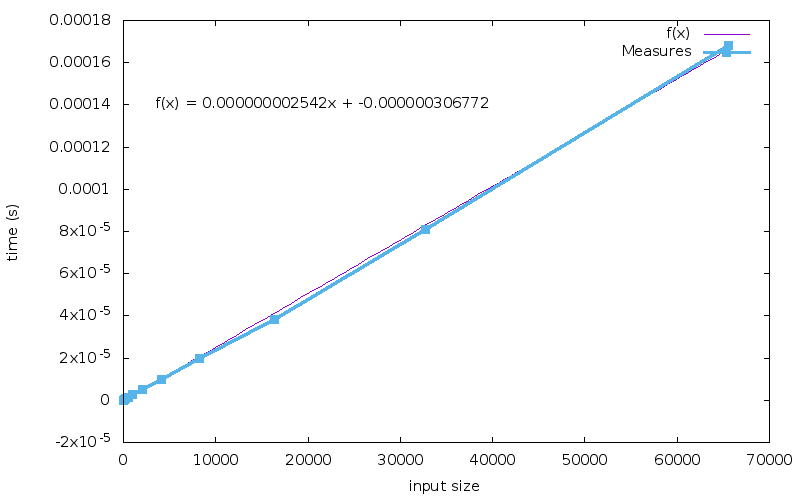 0.00018
f(x)
Measures
0.00016
f(x) = 0.000000002542x + -0.000000306772
0.00014
0.00012
0.0001
8x10-5
time (s)
6x10-5
4x10-5
2x10-5
0
-2x10-5
0 10000 20000 30000 40000 50000 60000 70000
input size